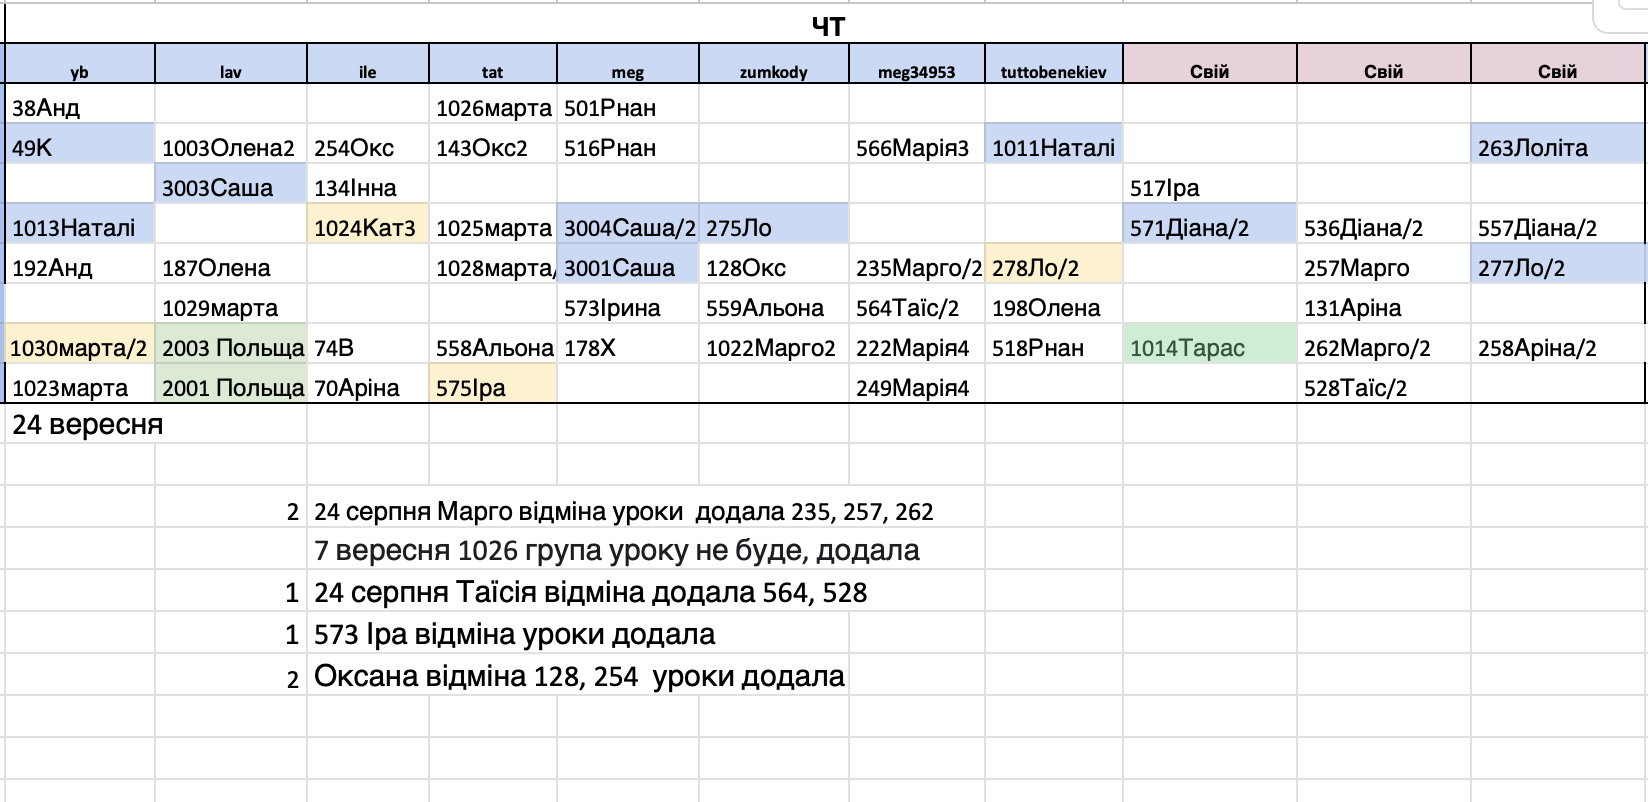 ЧТ
yb lav ile tat meg zumkody meg34953 tuttobenekiev Свій Свій Свій
38Анд 1026марта 501Рнан
49К 1003Олена2 254Окс 143Окс2 516Рнан 566Марія3 1011Наталі 263Лоліта
3003Саша 134Інна 517Іра
1013Наталі 1024Кат3 1025марта 3004Саша/2 275Ло 571Діана/2 536Діана/2 557Діана/2
192Анд 187Олена 1028марта/ 3001Саша 128Окс 235Марго/2 278Ло/2 257Марго 277Ло/2
1029марта 573Ірина 559Альона 564Таїс/2 198Олена 131Аріна
1030марта/2 2003 Польща 74В 558Альона 178Х 1022Марго2 222Марія4 518Рнан 1014Тарас 262Марго/2 258Аріна/2
1023марта 2001 Польща 70Аріна 575Іра 249Марія4 528Таїс/2
24 вересня
2 24 серпня Марго відміна уроки додала 235, 257, 262
7 вересня 1026 група уроку не буде, додала
1 24 серпня Таїсія відміна додала 564, 528
1 573 Іра відміна уроки додала
2 Оксана відміна 128, 254 уроки додала